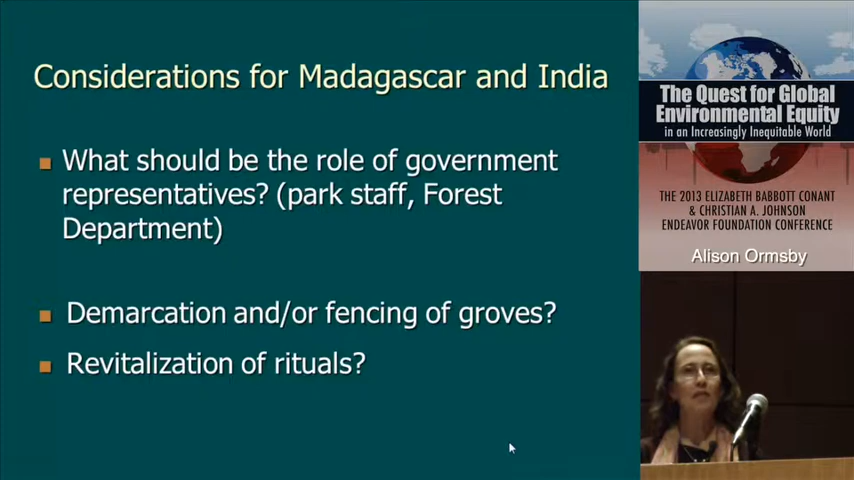 Considerations for Madagascar and India
What should be the role of government
representatives? (park staff, Forest
Department)
Demarcation and/or fencing of groves?
Revitalization of rituals?
The Quest for Global
Environmental Equity
in an Increasingly Inequitable World
THE 2013 ELIZABETH BABBOTT CONANT
& CHRISTIAN A. JOHNSON
ENDEAVOR FOUNDATION CONFERENCE
Alison Ormsby